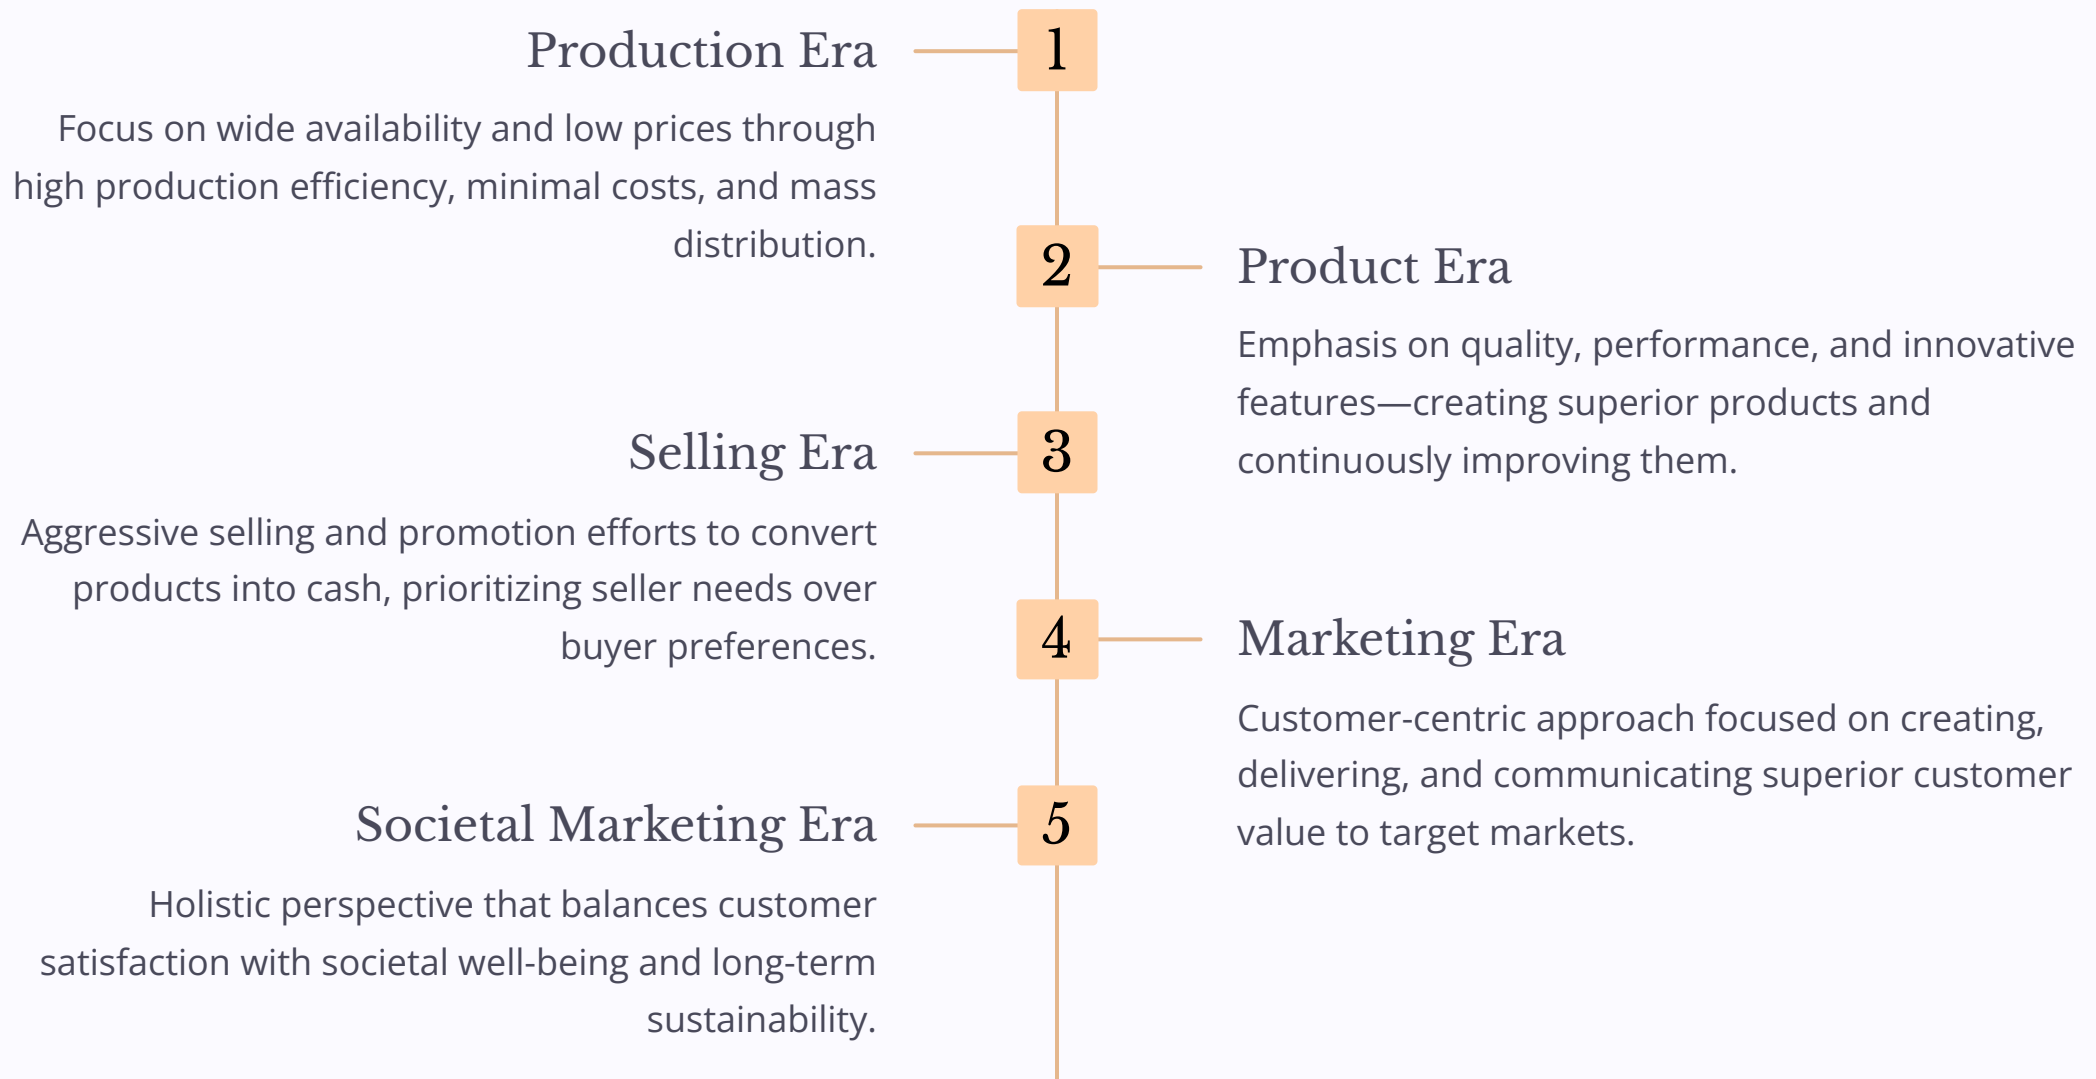 1
Production Era
Focus on wide availability and low prices through
high production efficiency, minimal costs, and mass
distribution.
2
Product Era
Emphasis on quality, performance, and innovative
features—creating superior products and
continuously improving them.
3
Selling Era
Aggressive selling and promotion efforts to convert
products into cash, prioritizing seller needs over
buyer preferences.
4
Marketing Era
Customer-centric approach focused on creating,
delivering, and communicating superior customer
value to target markets.
5
Societal Marketing Era
Holistic perspective that balances customer
satisfaction with societal well-being and long-term
sustainability.